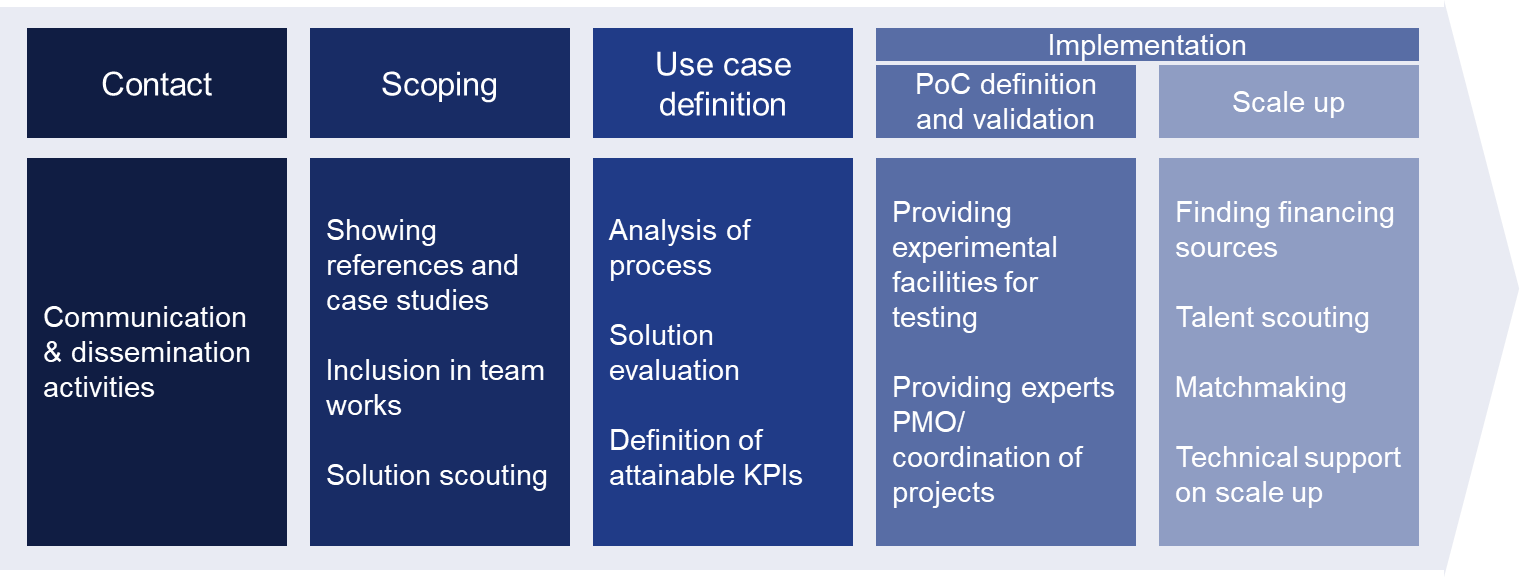 Contact
Scoping
Use case
definition
Implementation
PoC definition
and validation
Scale up
Communication
& dissemination
activities
Showing
references and
case studies
Inclusion in team
works
Solution scouting
Analysis of
process
Solution
evaluation
Definition of
attainable KPIs
Providing
experimental
facilities for
testing
Providing experts
PMO/
coordination of
projects
Finding financing
sources
Talent scouting
Matchmaking
Technical support
on scale up